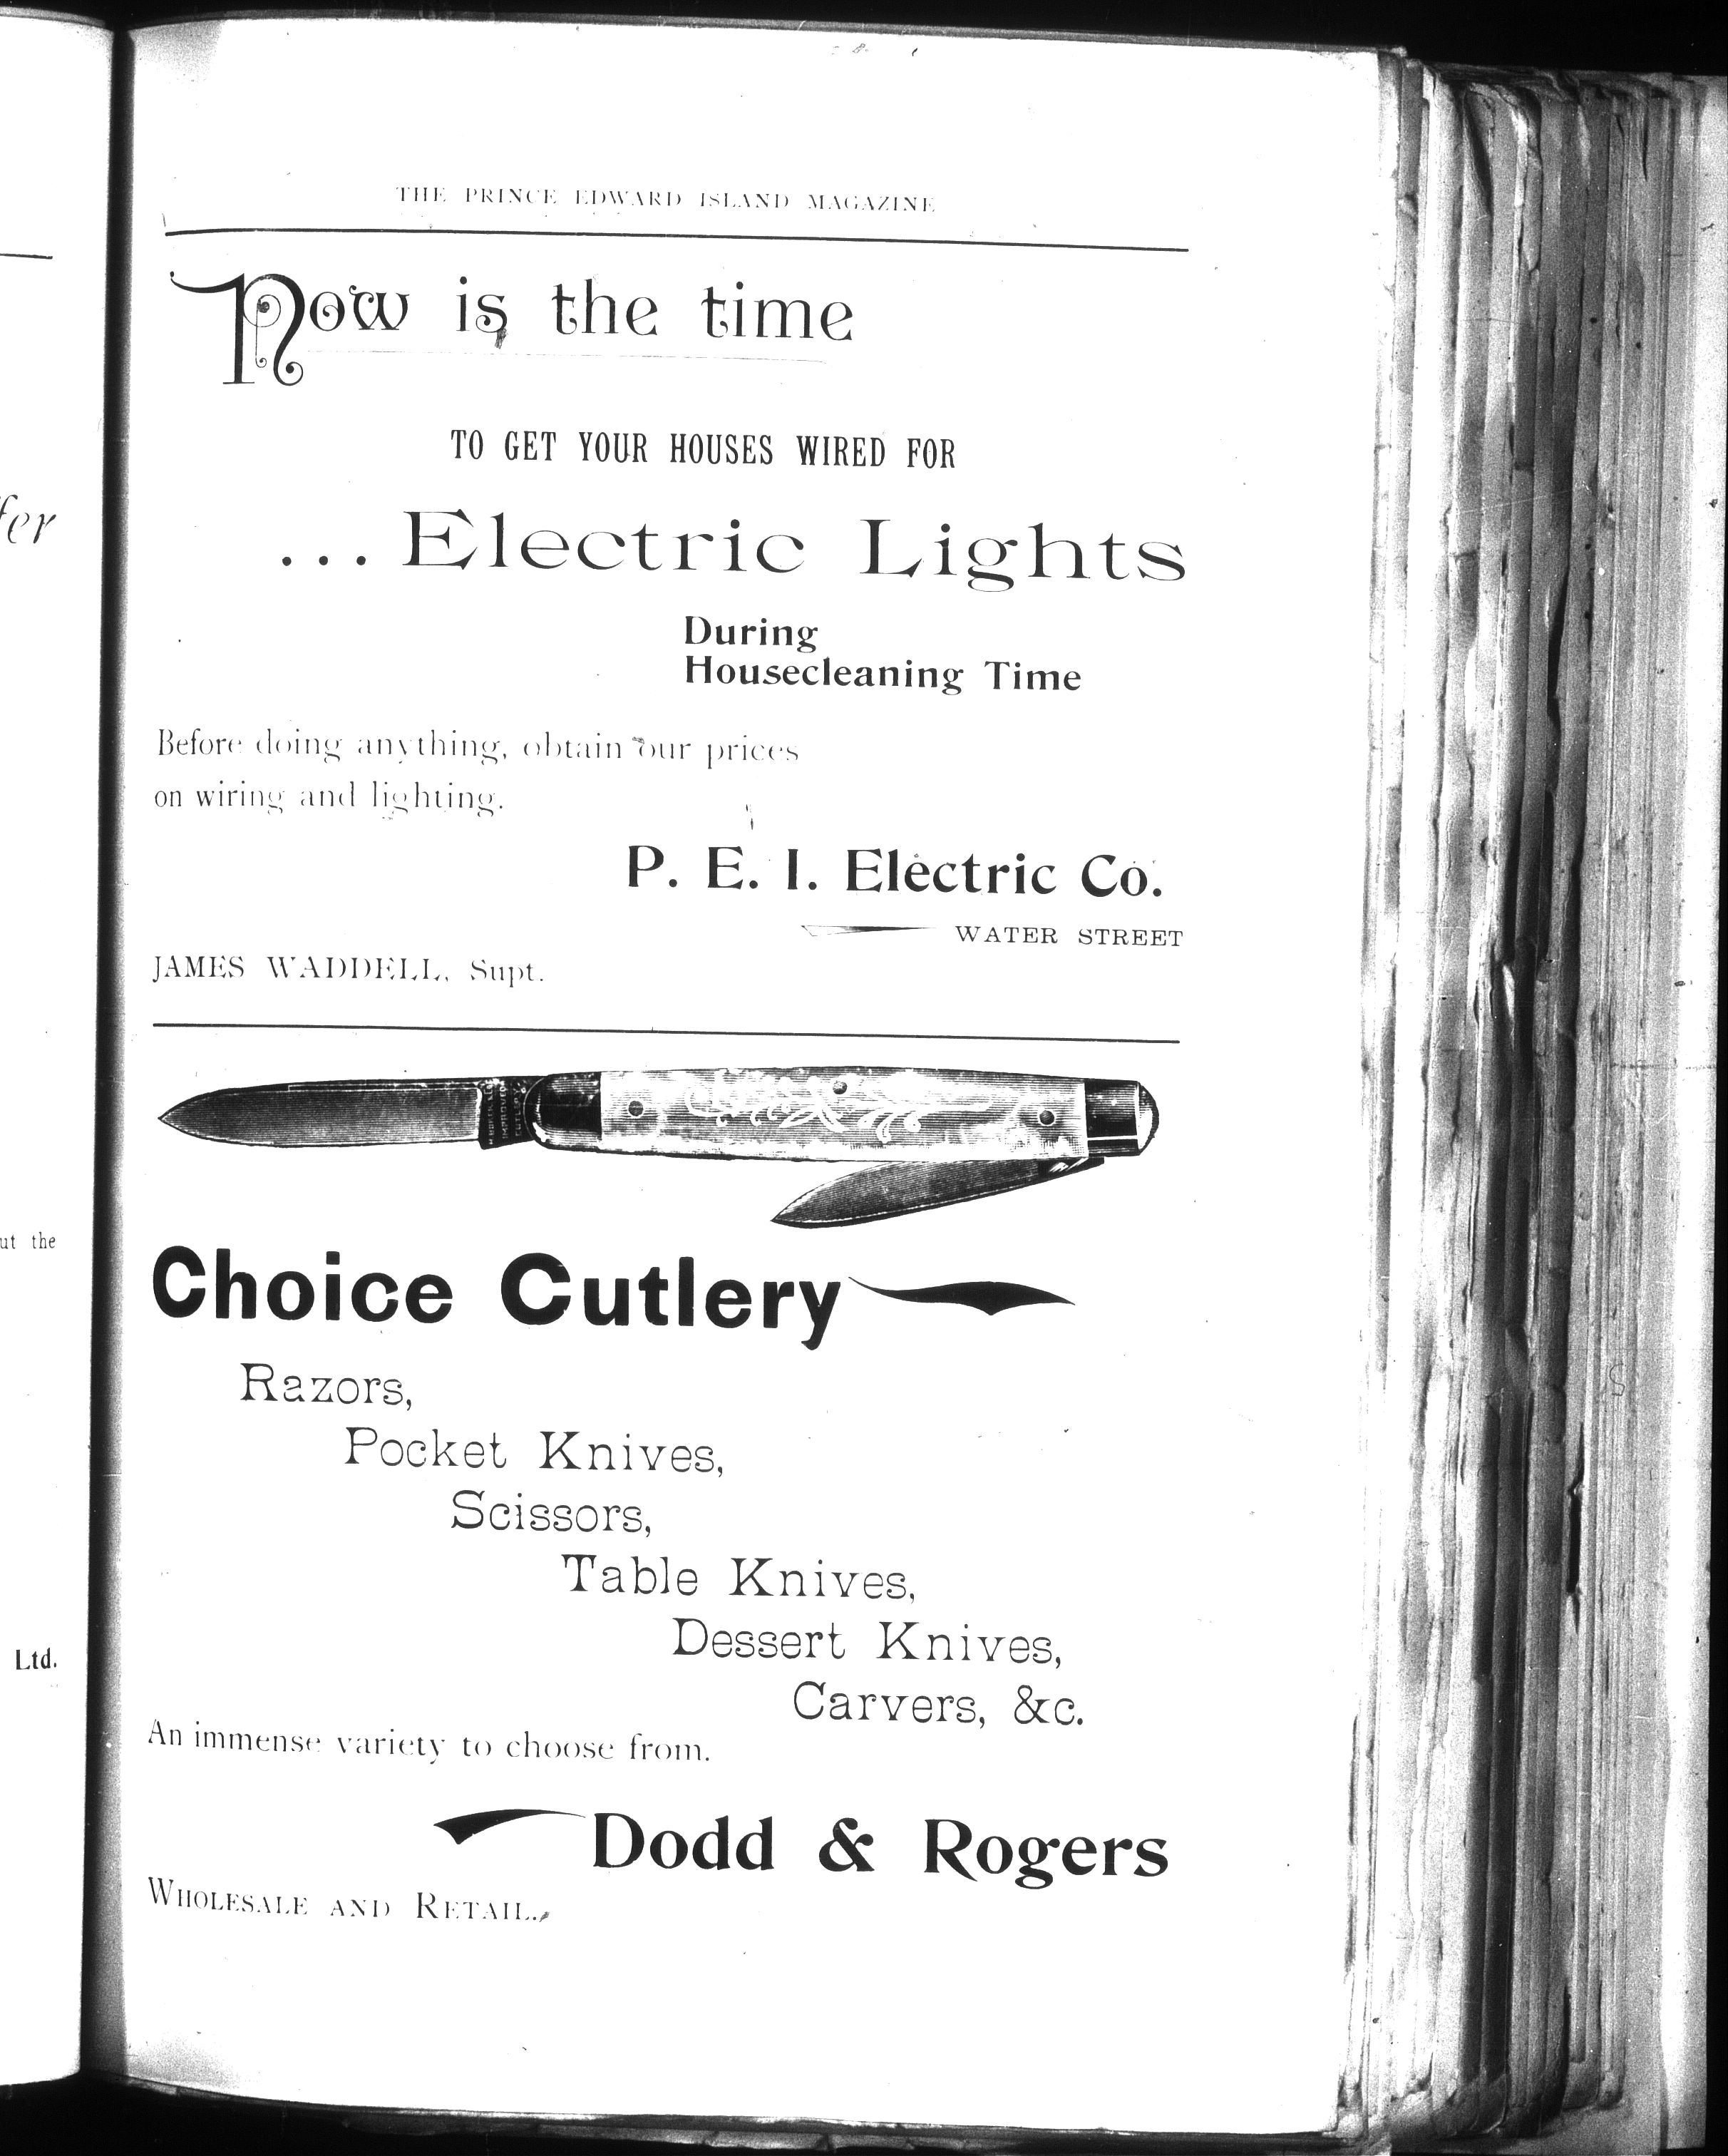 THE PRINCE EDWARD ISLAND MAGAZINE
Now is the time
TO GET YOUR HOUSES WIRED FOR
... Electric Lights
During
Housecleaning Time
Before doing anything, obtain our prices
on wiring and lighting.
P. E. I. Electric Co.
WATER STREET
JAMES WADDELL, Supt.
Choice Cutlery
Razors,
Pocket Knives,
Scissors,
Table Knives,
Dessert Knives,
Carvers, &c.
An immense variety to choose from.
Dodd & Rogers
WHOLESALE AND RETAIL.
fer
ut the
Ltd.